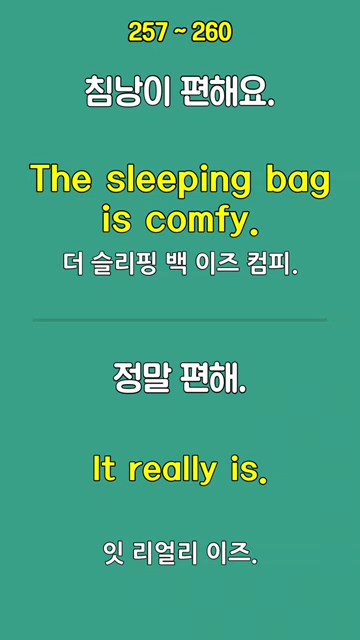 257 ~ 260
침낭이 편해요.
The sleeping bag
is comfy.
더 슬리핑 백 이즈 컴피.
정말 편해.
It really is.
잇 리얼리 이즈.